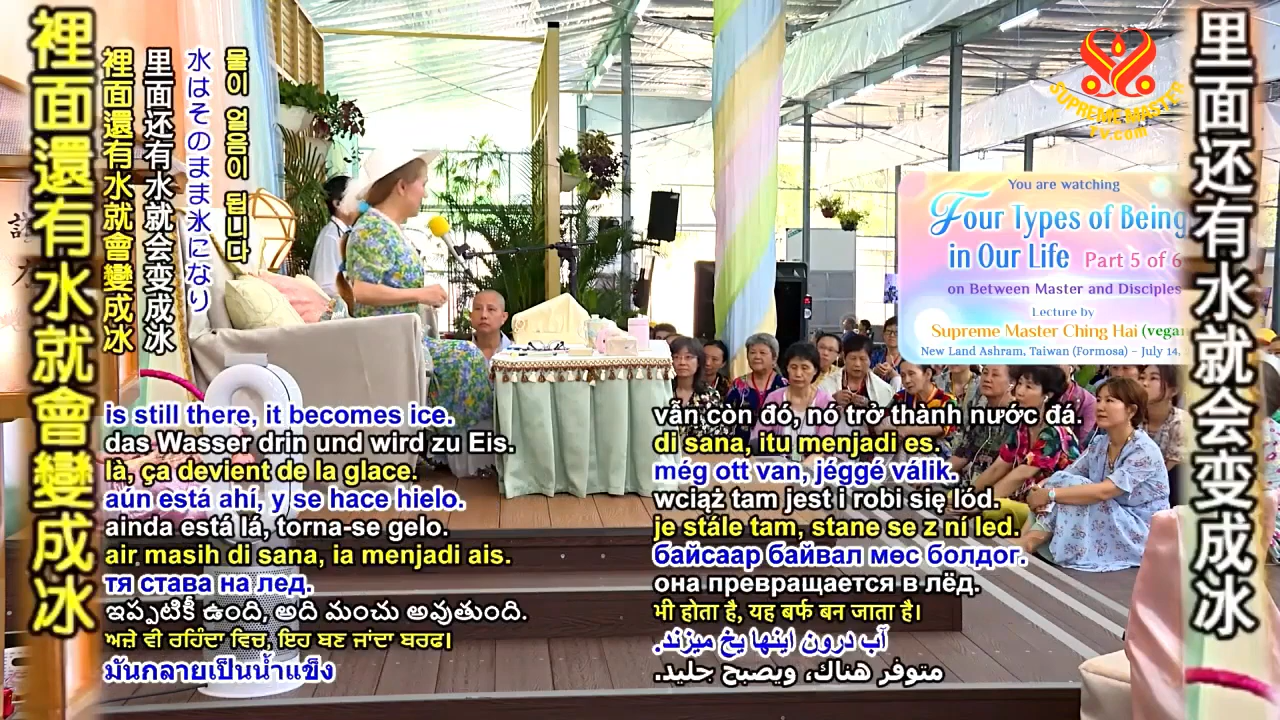 裡面還有水就會變成冰
裡面還有水就會變成冰
里面还有水就会变成冰
水はそのまま氷になり
물이 얼음이 됩니다
里面还有水就会变成冰
SUPREME MASTER
TV.com
You are watching
Four Types of Being
in Our Life Part 5 of 6
on Between Master and Disciples
Lecture by
Supreme Master Ching Hai (vegan
New Land Ashram, Taiwan (Formosa) – July 14,
is still there, it becomes ice.
das Wasser drin und wird zu Eis.
là, ça devient de la glace.
aún está ahí, y se hace hielo.
ainda está lá, torna-se gelo.
air masih di sana, ia menjadi ais.
тя става на лед.
ఇప్పటికీ ఉంది, అది మంచు అవుతుంది.
ਅਜੇ ਵੀ ਰਹਿੰਦਾ ਵਿਚ, ਇਹ ਬਣ ਜਾਂਦਾ ਬਰਫ।
มันกลายเป็นน้ำแข็ง
vẫn còn đó, nó trở thành nước đá.
di sana, itu menjadi es.
még ott van, jéggé válik.
wciąż tam jest i robi się lód.
je stále tam, stane se z ní led.
байсаар байвал мөс болдог.
она превращается в лёд.
भी होता है, यह बर्फ बन जाता है।
آب درون اینها یخ میزند.
متوفر هناك، ويصبح جليد.